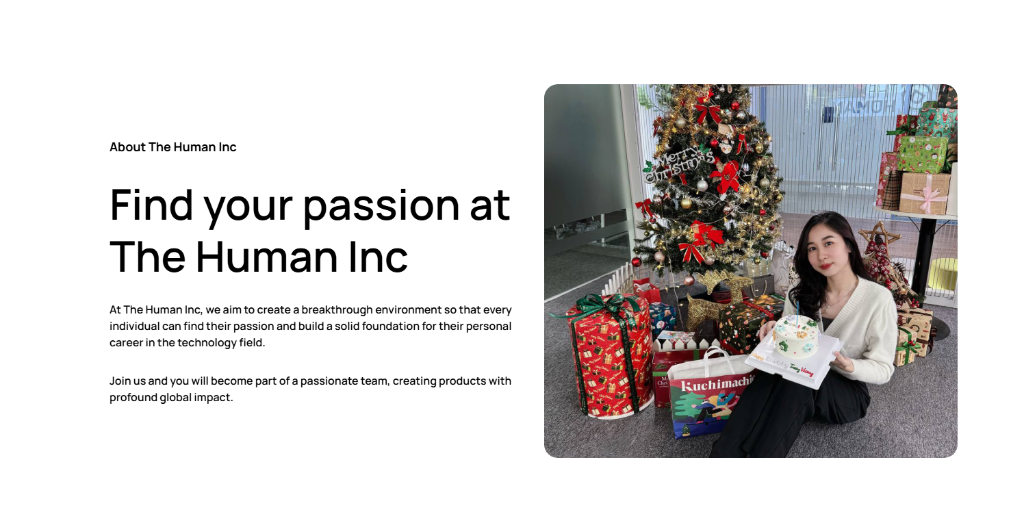 About The Human Inc
Find your passion at
The Human Inc
At The Human Inc, we aim to create a breakthrough environment so that every
individual can find their passion and build a solid foundation for their personal
career in the technology field.
Join us and you will become part of a passionate team, creating products with
profound global impact.
THE
HUMAN
Merry
Christmas
Kuchimachi